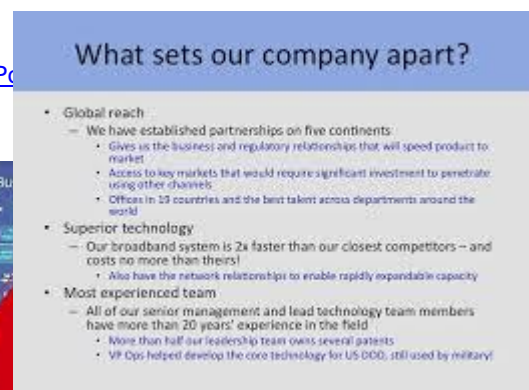 What sets our company apart?
Po
Bu
• Global reach
– We have established partnerships on five continents
• Gives us the business and regulatory relationships that will speed product to
market
• Access to key markets that would require significant investment to penetrate
using other channels
• Offices in 19 countries and the best talent across departments around the
world
• Superior technology
– Our broadband system is 2x faster than our closest competitors – and
costs no more than theirs!
• Also have the network relationships to enable rapidly expandable capacity
• Most experienced team
– All of our senior management and lead technology team members
have more than 20 years' experience in the field
• More than half our leadership team owns several patents
• VP Ops helped develop the core technology for US DOD, still used by military!